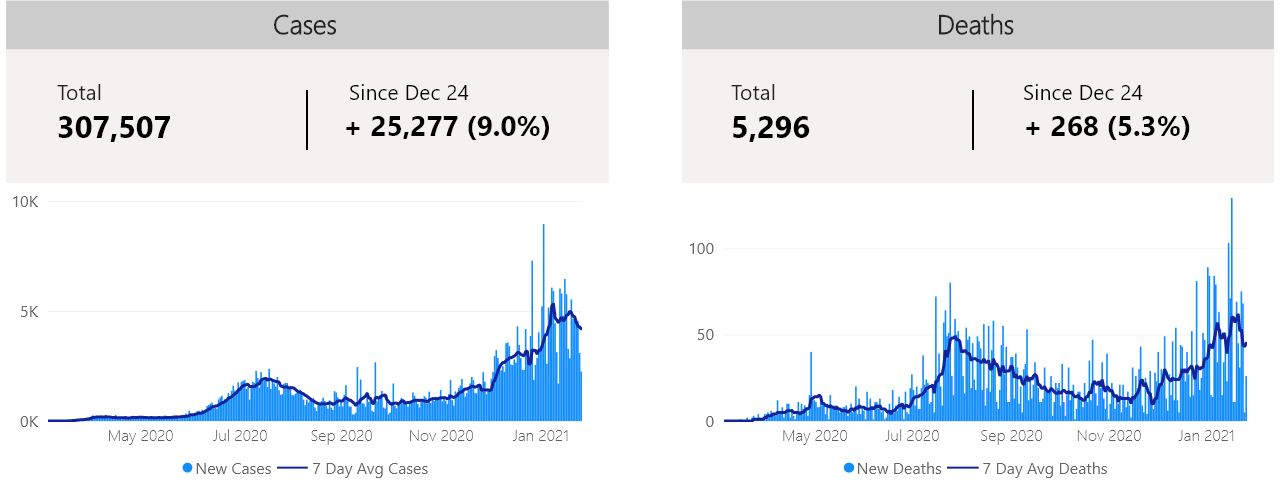 Cases
Total
307,507
Since Dec 24
+ 25,277 (9.0%)
10K
5K
0K
May 2020
Jul 2020
Sep 2020
Nov 2020
Jan 2021
New Cases
7 Day Avg Cases
Deaths
Total
5,296
Since Dec 24
+ 268 (5.3%)
100
50
0
May 2020
Jul 2020
Sep 2020
Nov 2020
Jan 2021
New Deaths
7 Day Avg Deaths